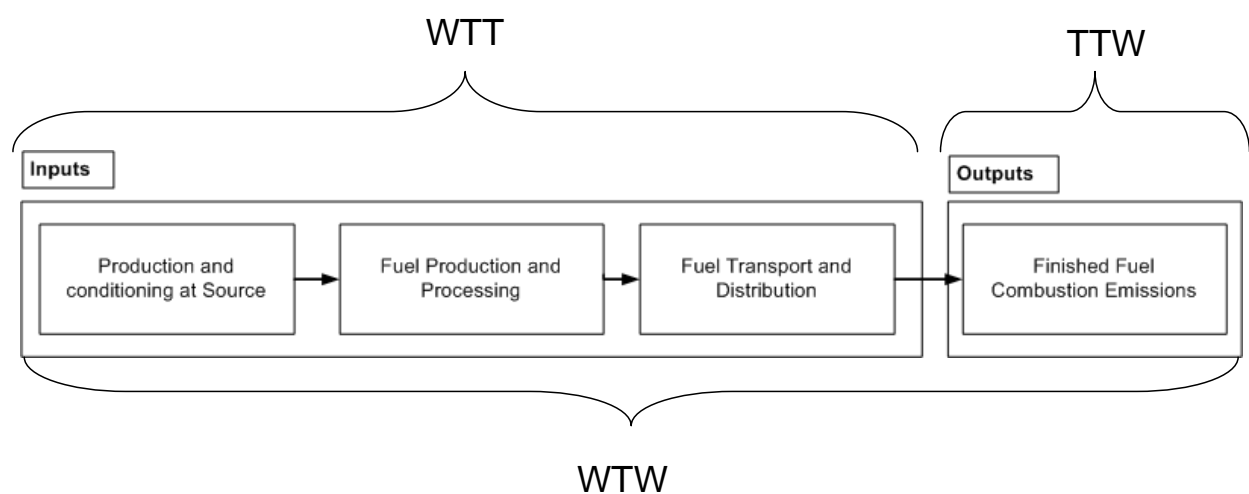 WTT
TTW
Inputs
Outputs
Production and
conditioning at Source
Fuel Production and
Processing
Fuel Transport and
Distribution
Finished Fuel
Combustion Emissions
WTW